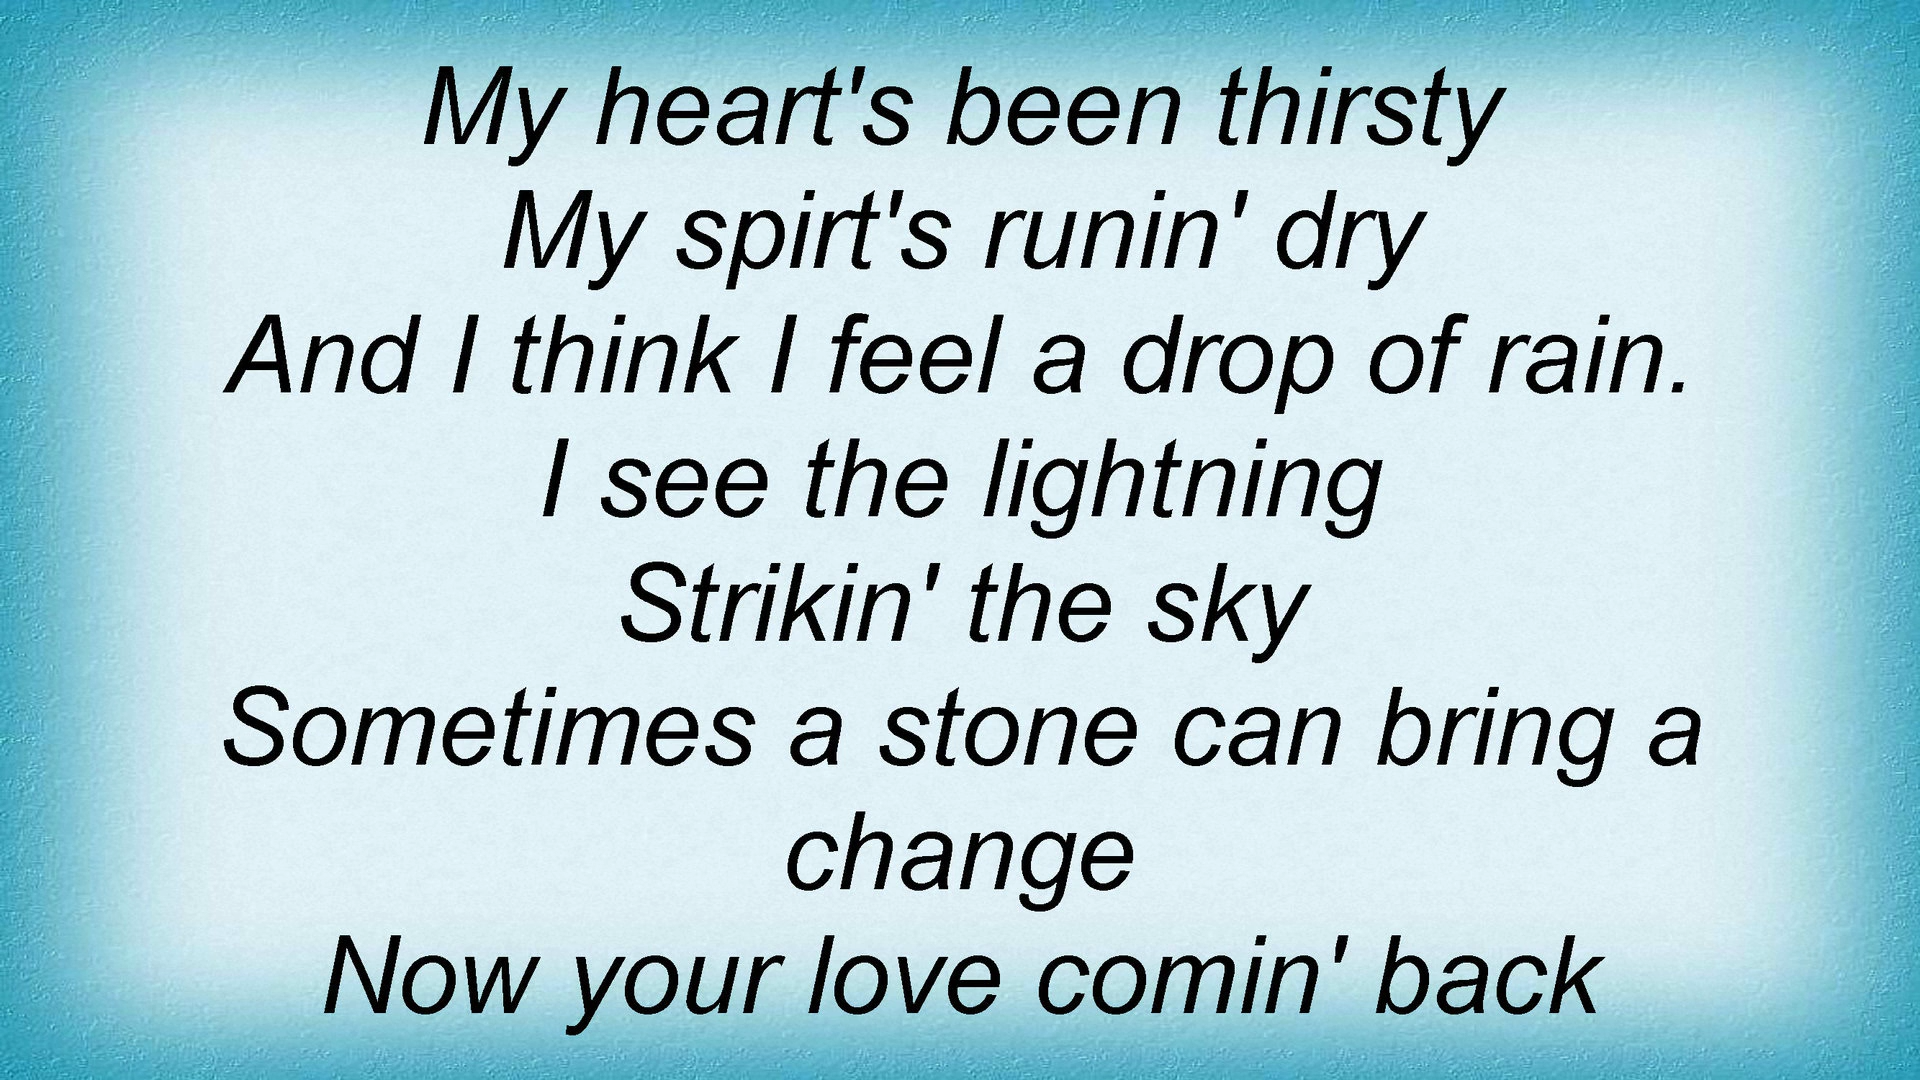 My heart's been thirsty
My spirt's runin' dry
And I think I feel a drop of rain.
I see the lightning
Strikin' the sky
Sometimes a stone can bring a
change
Now your love comin' back